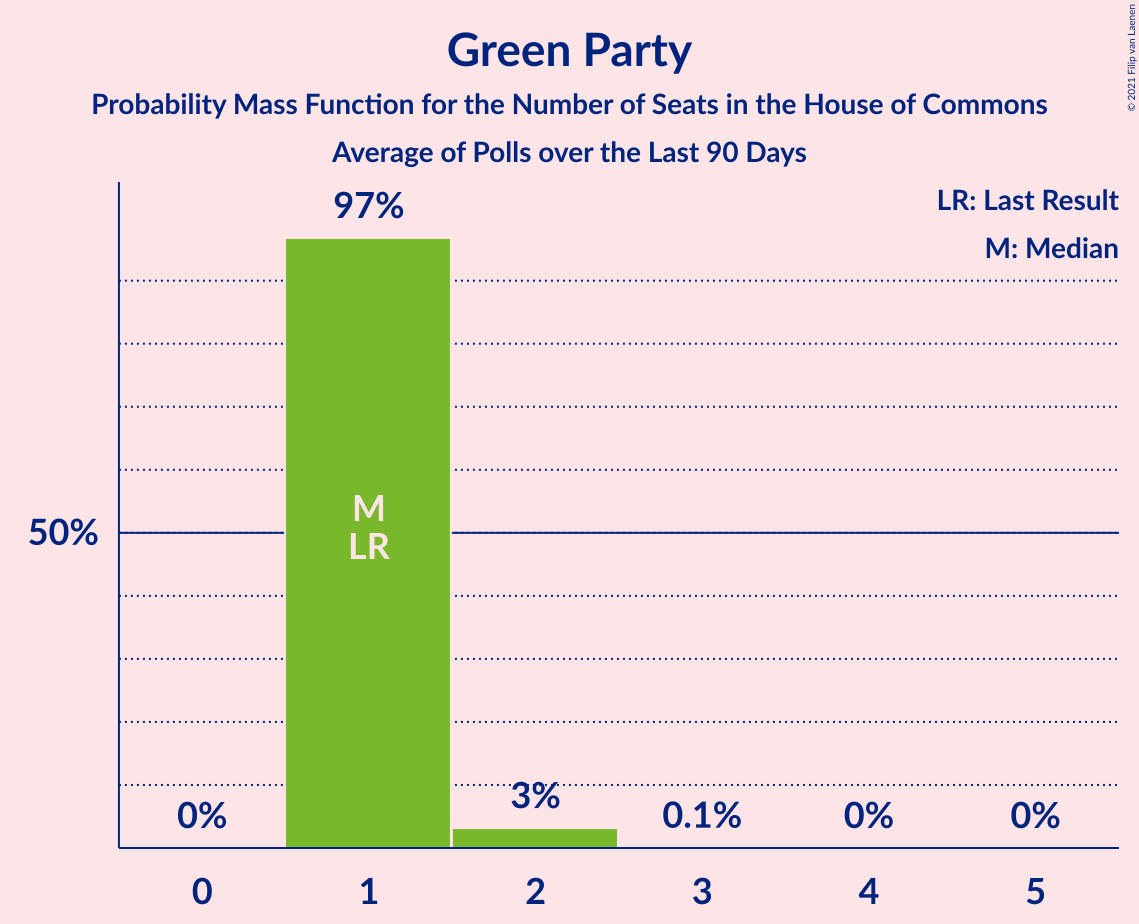 Green Party
Probability Mass Function for the Number of Seats in the House of Commons
Average of Polls over the Last 90 Days
© 2021 Filip van Laenen
LR: Last Result
M: Median
97%
M
LR
50%
0%
3%
0.1%
0%
0%
0
1
2
3
4
5